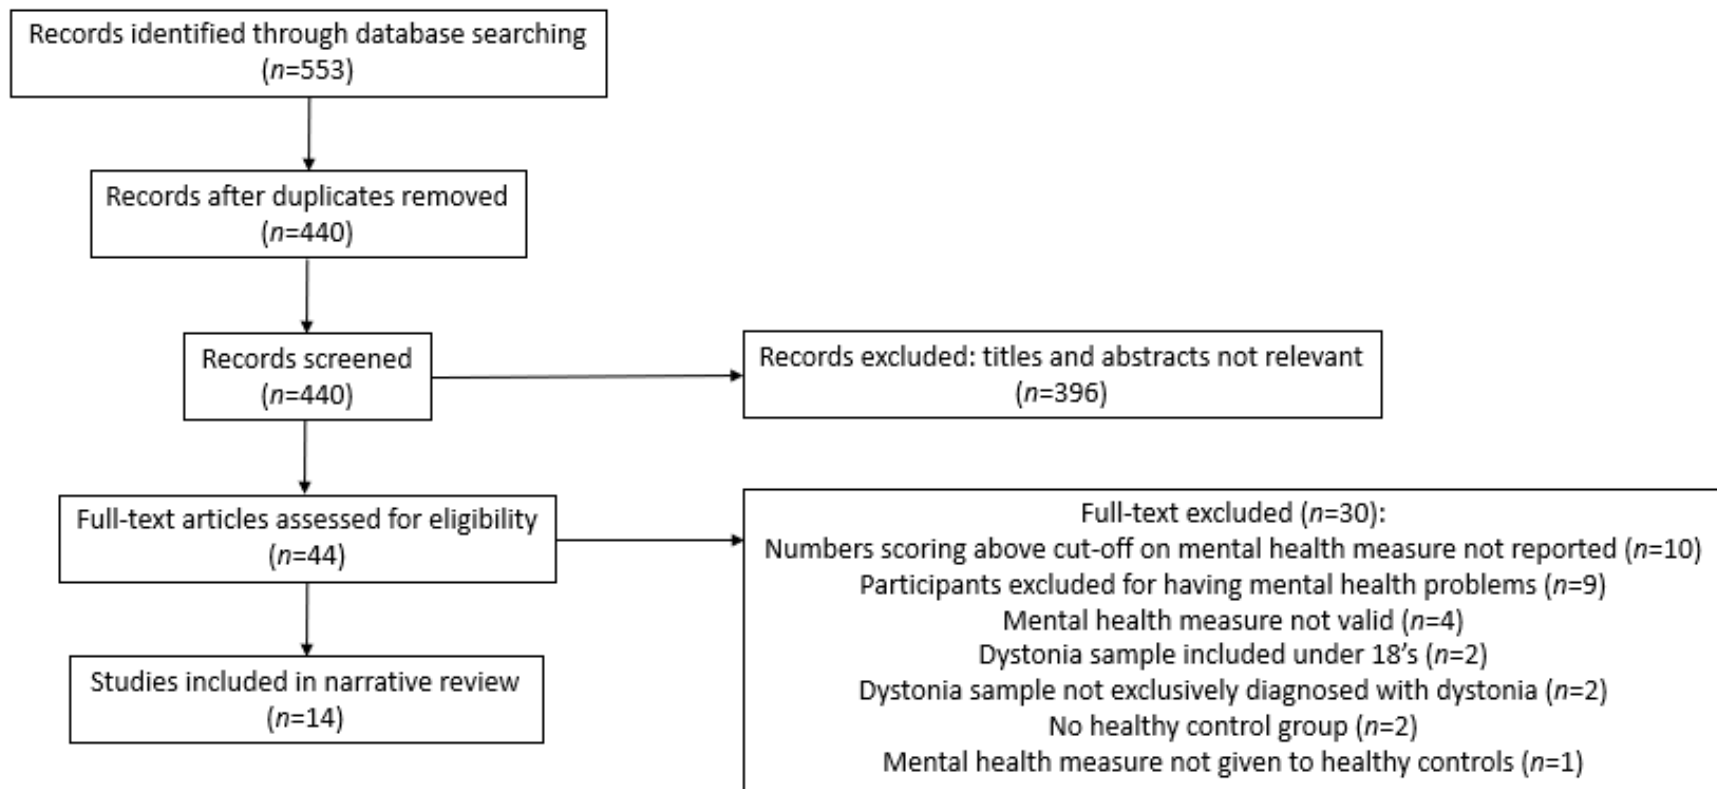 Records identified through database searching
(n=553)
Records after duplicates removed
(n=440)
Records screened
(n=440)
Records excluded: titles and abstracts not relevant
(n=396)
Full-text articles assessed for eligibility
(n=44)
Full-text excluded (n=30):
Numbers scoring above cut-off on mental health measure not reported (n=10)
Participants excluded for having mental health problems (n=9)
Mental health measure not valid (n=4)
Dystonia sample included under 18’s (n=2)
Dystonia sample not exclusively diagnosed with dystonia (n=2)
No healthy control group (n=2)
Mental health measure not given to healthy controls (n=1)
Studies included in narrative review
(n=14)